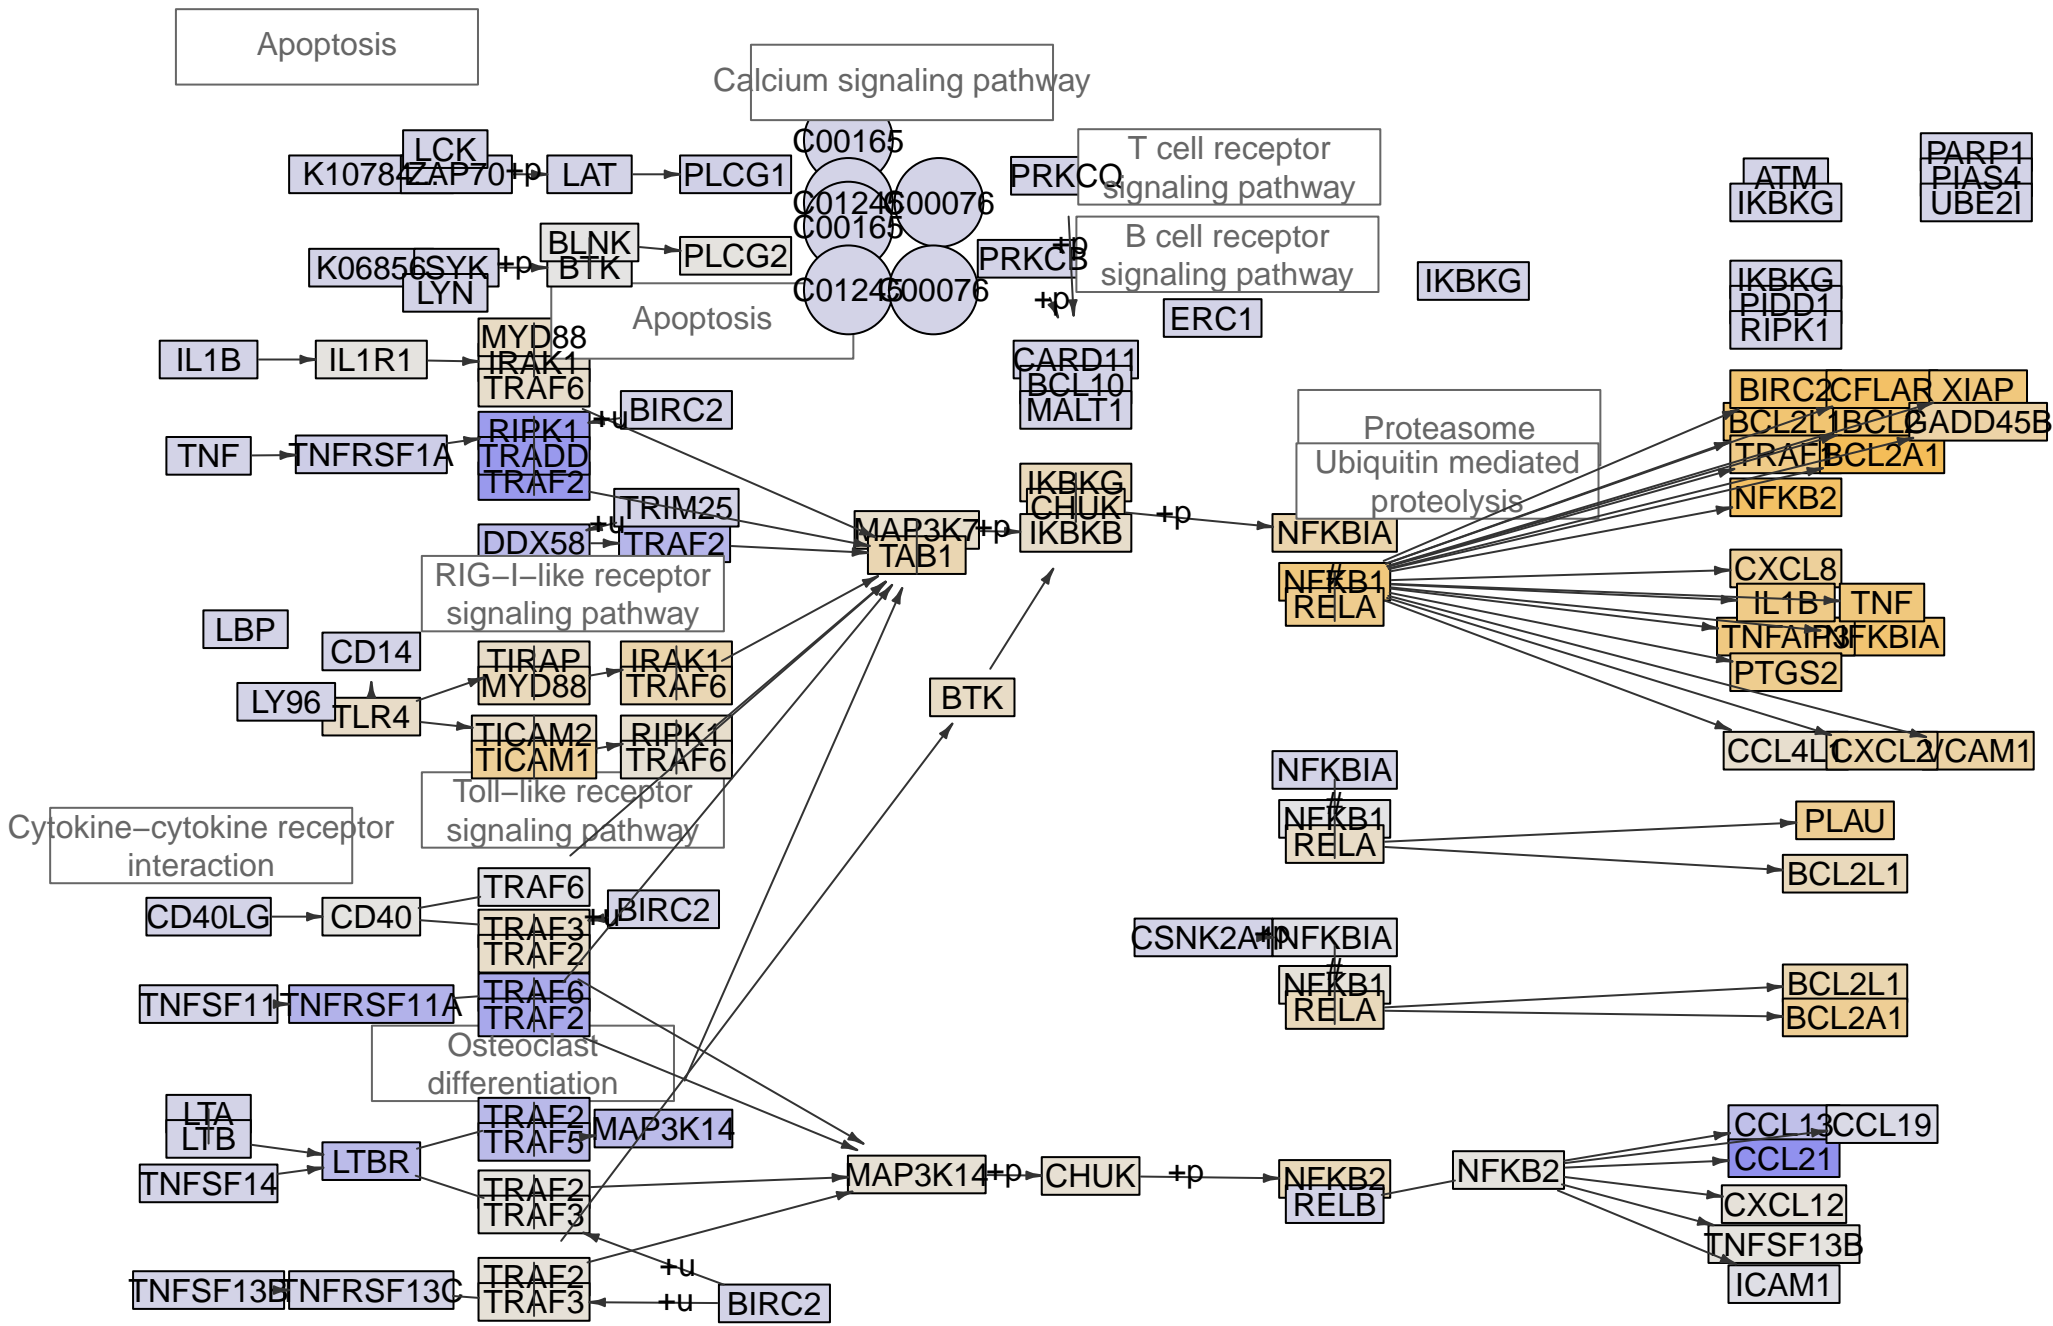 Apoptosis
Calcium signaling pathway
T cell receptor
signaling pathway
B cell receptor
signaling pathway
LCK
ZAP70
+p
LAT
PLCG1
C00165
C00076
C00165
C00076
PRKCQ
PRKCB
+p
+p
PARP1
PIAS4
UBE2I
ATM
IKBKG
K06856
SYK
LYN
+p
BLNK
BTK
PLCG2
Apoptosis
ERC1
IKBKG
IKBKG
PIDD1
RIPK1
IL1B
IL1R1
MYD88
IRAK1
TRAF6
CARD11
BCL10
MALT1
TNF
TNFRSF1A
RIPK1
TRADD
TRAF2
+u
BIRC2
Proteasome
Ubiquitin mediated
proteolysis
BIRC2
CFLAR
XIAP
BCL2L1
BCL2
GADD45B
TRAF1
BCL2A1
NFKB2
DDX58
+u
TRIM25
TRAF2
MAP3K7
TAB1
+p
IKBKG
CHUK
IKBKB
+p
NFKBIA
NFKB1
RELA
CXCL8
IL1B
TNF
TNFAIP3
NFKBIA
PTGS2
RIG−I−like receptor
signaling pathway
LBP
CD14
LY96
TLR4
TIRAP
MYD88
IRAK1
TRAF6
TICAM2
TICAM1
RIPK1
TRAF6
BTK
CCL4L1
CXCL2
VCAM1
Toll−like receptor
signaling pathway
NFKBIA
NFKB1
RELA
PLAU
BCL2L1
Cytokine−cytokine receptor
interaction
CD40LG
CD40
TRAF6
TRAF3
TRAF2
+u
BIRC2
CSNK2A1
+p
NFKBIA
NFKB1
RELA
BCL2L1
BCL2A1
TNFSF11
TNFRSF11A
TRAF6
TRAF2
Osteoclast
differentiation
LTA
LTB
TNFSF14
LTBR
TRAF2
TRAF5
MAP3K14
TRAF2
TRAF3
MAP3K14
+p
CHUK
+p
NFKB2
RELB
NFKB2
CCL13
CCL19
CCL21
CXCL12
TNFSF13B
ICAM1
TNFSF13B
TNFRSF13C
TRAF2
TRAF3
+u
+u
BIRC2